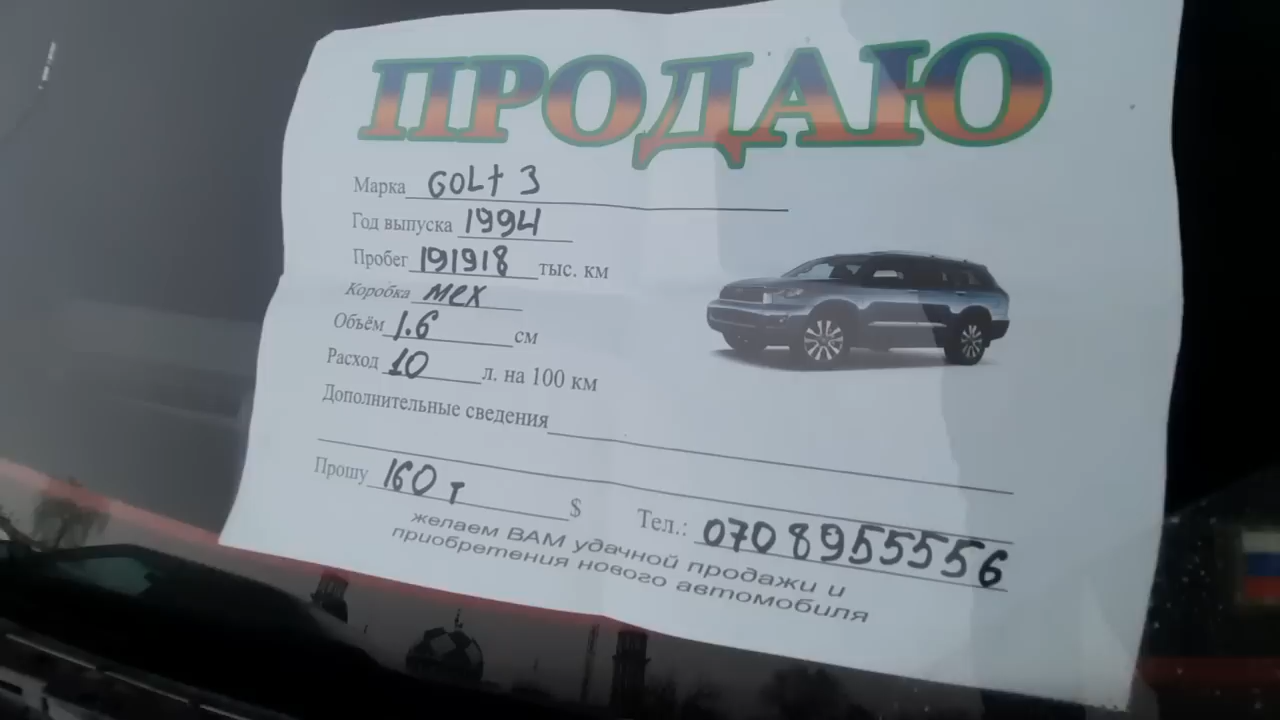 ПРОДАЮ
Марка GOLt 3
Год выпуска 1994
Пробег 191918 тыс. км
Коробка мех
Объём 1.6 см
Расход 10 л. на 100 км
Дополнительные сведения
Прошу 160 т $ Тел.: 0708955556
желаем ВАМ удачной продажи и
приобретения нового автомобиля